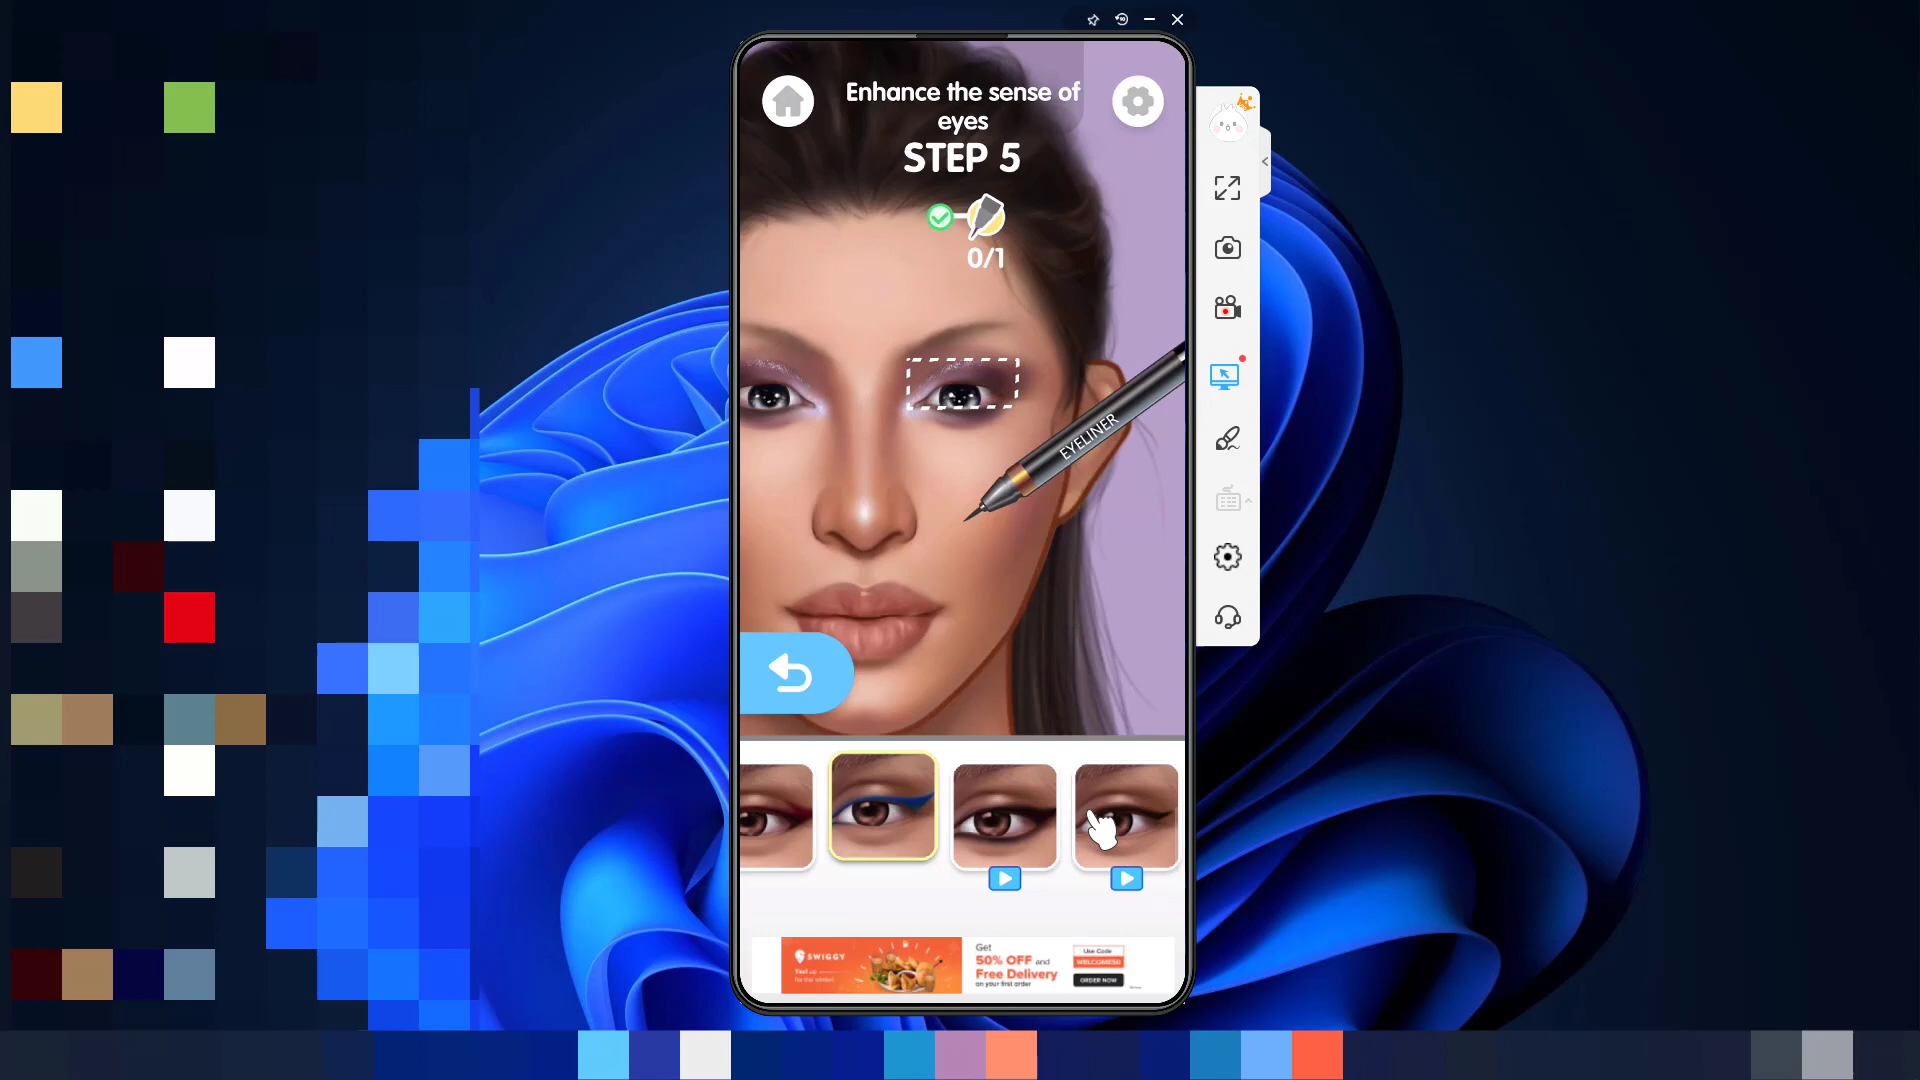 Enhance the sense of
eyes
STEP 5
0/1
EYELINER
SWIGGY
Get
50% OFF and
Free Delivery
on your first order
Use Code
WELCOME50
ORDER NOW